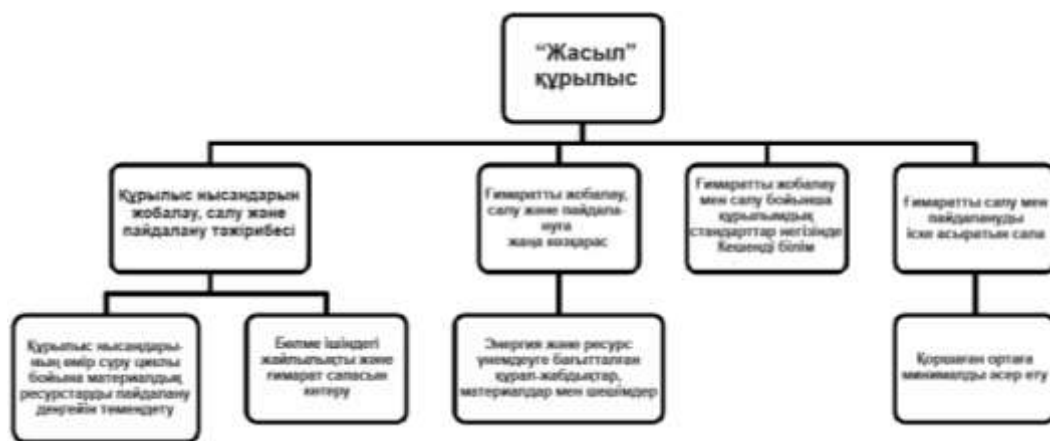 “Жасыл”
құрылыс
Құрылыс нысандарын
жобалау, салу және
пайдалану тәжірибесі
Ғимаратты жобалау,
салу және пайдала-
нуға
жаңа көзқарас
Ғимаратты жобалау
мен салу бойынша
құрылымдық
стандарттар негізінде
Кешенді білім
Ғимаратты салу мен
пайдалануды
іске асыратын сала
Құрылыс нысандары-
ның өмір сүру циклы
бойына материалдық
ресурстарды пайдалану
деңгейін төмендету
Бөлме ішіндегі
жайлылықты және
ғимарат сапасын
көтеру
Энергия және ресурс
үнемдеуге бағытталған
құрал-жабдықтар,
материалдар мен шешімдер
Қоршаған ортаға
минималды әсер ету